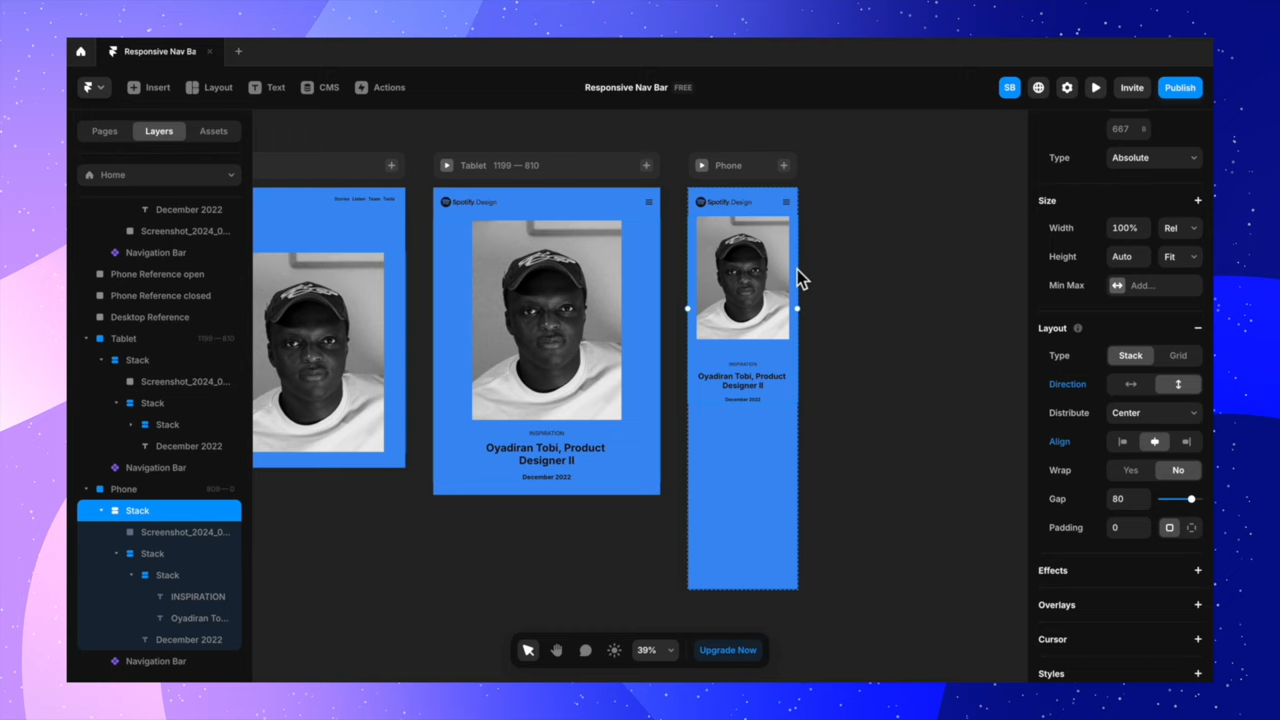 Responsive Nav Ba
Insert
Layout
Text
CMS
Actions
Responsive Nav Bar FREE
SB
Invite
Publish
Pages
Layers
Assets
Home
December 2022
Screenshot_2024_0...
Navigation Bar
Phone Reference open
Phone Reference closed
Desktop Reference
Tablet 1199 — 810
Stack
Screenshot_2024_0...
Stack
Stack
December 2022
Navigation Bar
Phone 809 — 0
Stack
Screenshot_2024_0...
Stack
Stack
INSPIRATION
Oyadiran To...
December 2022
Navigation Bar
Stories Listen Team Tools
Tablet 1199 — 810
Spotify.Design
INSPIRATION
Oyadiran Tobi, Product
Designer II
December 2022
Phone
Spotify.Design
INSPIRATION
Oyadiran Tobi, Product
Designer II
December 2022
39%
Upgrade Now
667
Type Absolute
Size
Width 100% Rel
Height Auto Fit
Min Max Add...
Layout
Type Stack Grid
Direction
Distribute Center
Align
Wrap Yes No
Gap 80
Padding 0
Effects
Overlays
Cursor
Styles